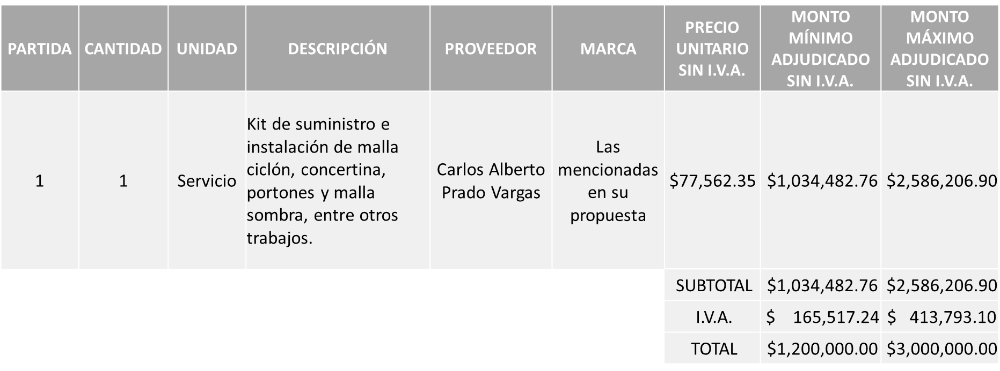 PARTIDA
CANTIDAD
UNIDAD
DESCRIPCIÓN
PROVEEDOR
MARCA
PRECIO
UNITARIO
SIN I.V.A.
MONTO
MÍNIMO
ADJUDICADO
SIN I.V.A.
MONTO
MÁXIMO
ADJUDICADO
SIN I.V.A.
1
1
Servicio
Kit de suministro e
instalación de malla
ciclón, concertina,
portones y malla
sombra, entre otros
trabajos.
Carlos Alberto
Prado Vargas
Las
mencionadas
en su
propuesta
$77,562.35
$1,034,482.76
$2,586,206.90
SUBTOTAL $1,034,482.76 $2,586,206.90
I.V.A. $ 165,517.24 $ 413,793.10
TOTAL $1,200,000.00 $3,000,000.00